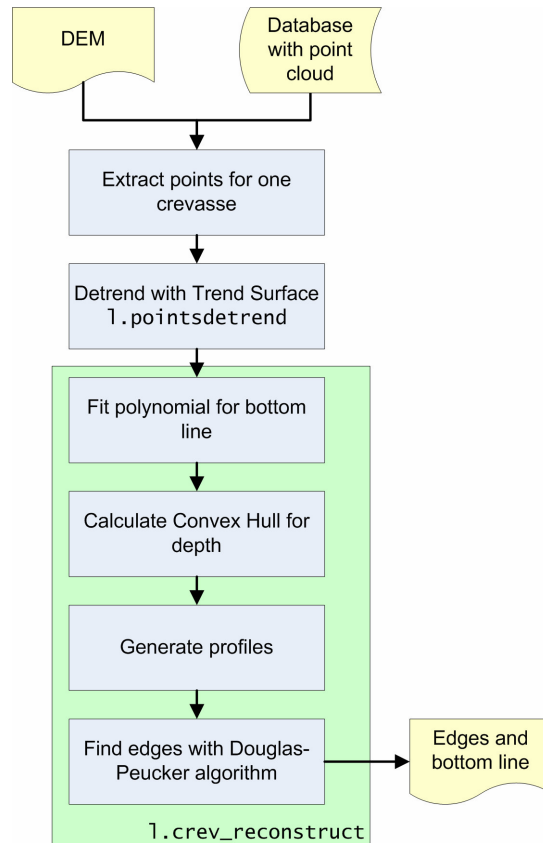 DEM
Database
with point
cloud
Extract points for one
crevasse
Detrend with Trend Surface
l.pointsdetrend
Fit polynomial for bottom
line
Calculate Convex Hull for
depth
Generate profiles
Find edges with Douglas-
Peucker algorithm
Edges and
bottom line
l.crev_reconstruct